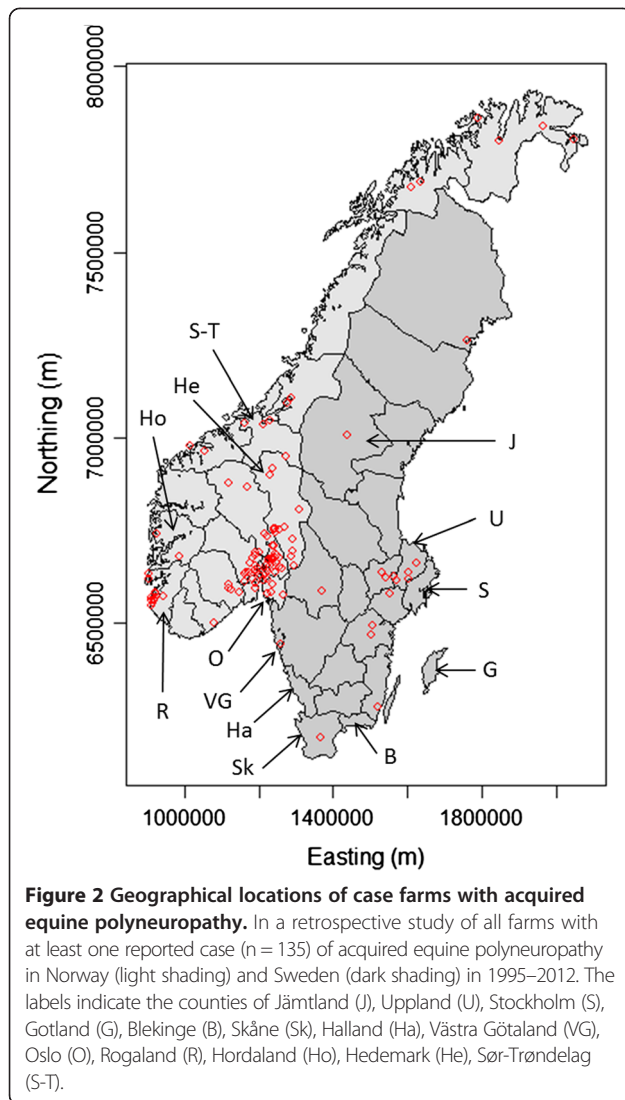 8000000
7500000
7000000
6500000
Northing (m)
S-T
He
Ho
J
U
S
O
G
VG
R
Ha
B
Sk
1000000
1400000
1800000
Easting (m)
Figure 2 Geographical locations of case farms with acquired
equine polyneuropathy. In a retrospective study of all farms with
at least one reported case (n = 135) of acquired equine polyneuropathy
in Norway (light shading) and Sweden (dark shading) in 1995–2012. The
labels indicate the counties of Jämtland (J), Uppland (U), Stockholm (S),
Gotland (G), Blekinge (B), Skåne (Sk), Halland (Ha), Västra Götaland (VG),
Oslo (O), Rogaland (R), Hordaland (Ho), Hedemark (He), Sør-Trøndelag
(S-T).